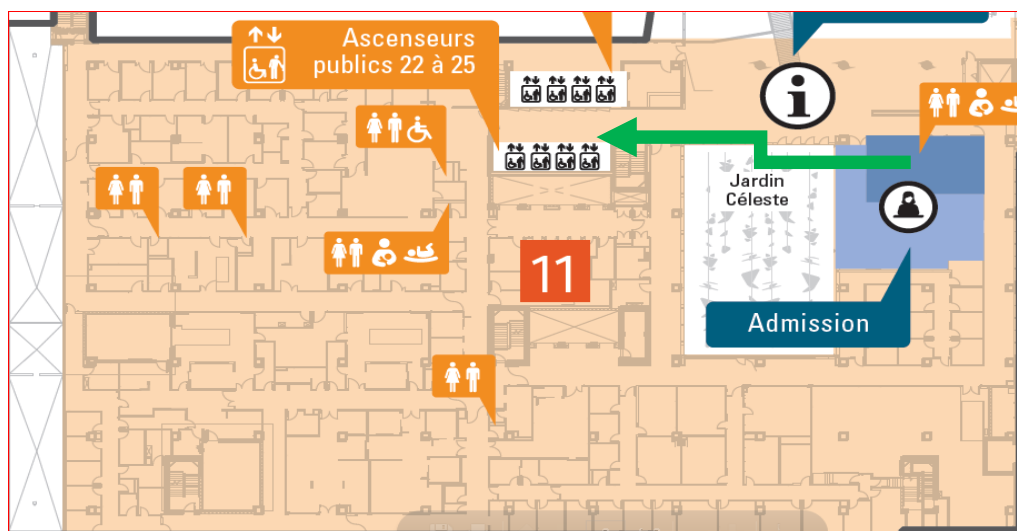 Ascenseurs
publics 22 à 25
Jardin
Céleste
11
Admission